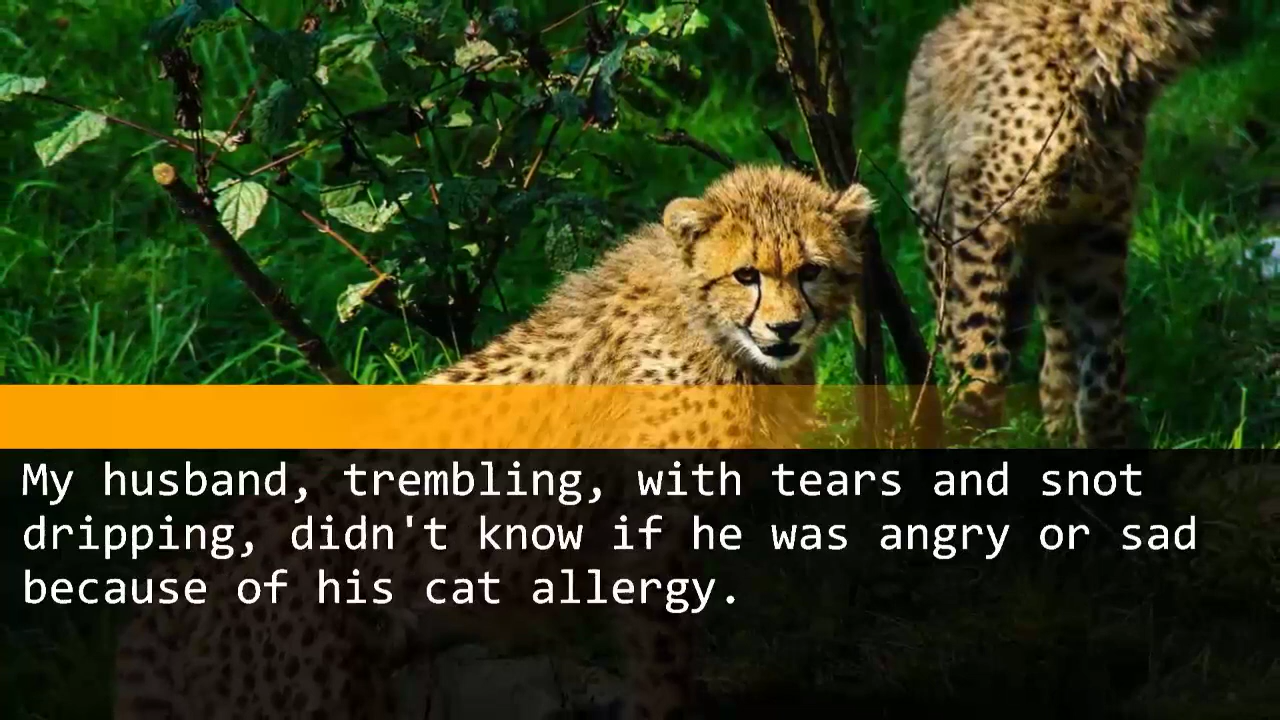 My husband, trembling, with tears and snot
dripping, didn't know if he was angry or sad
because of his cat allergy.